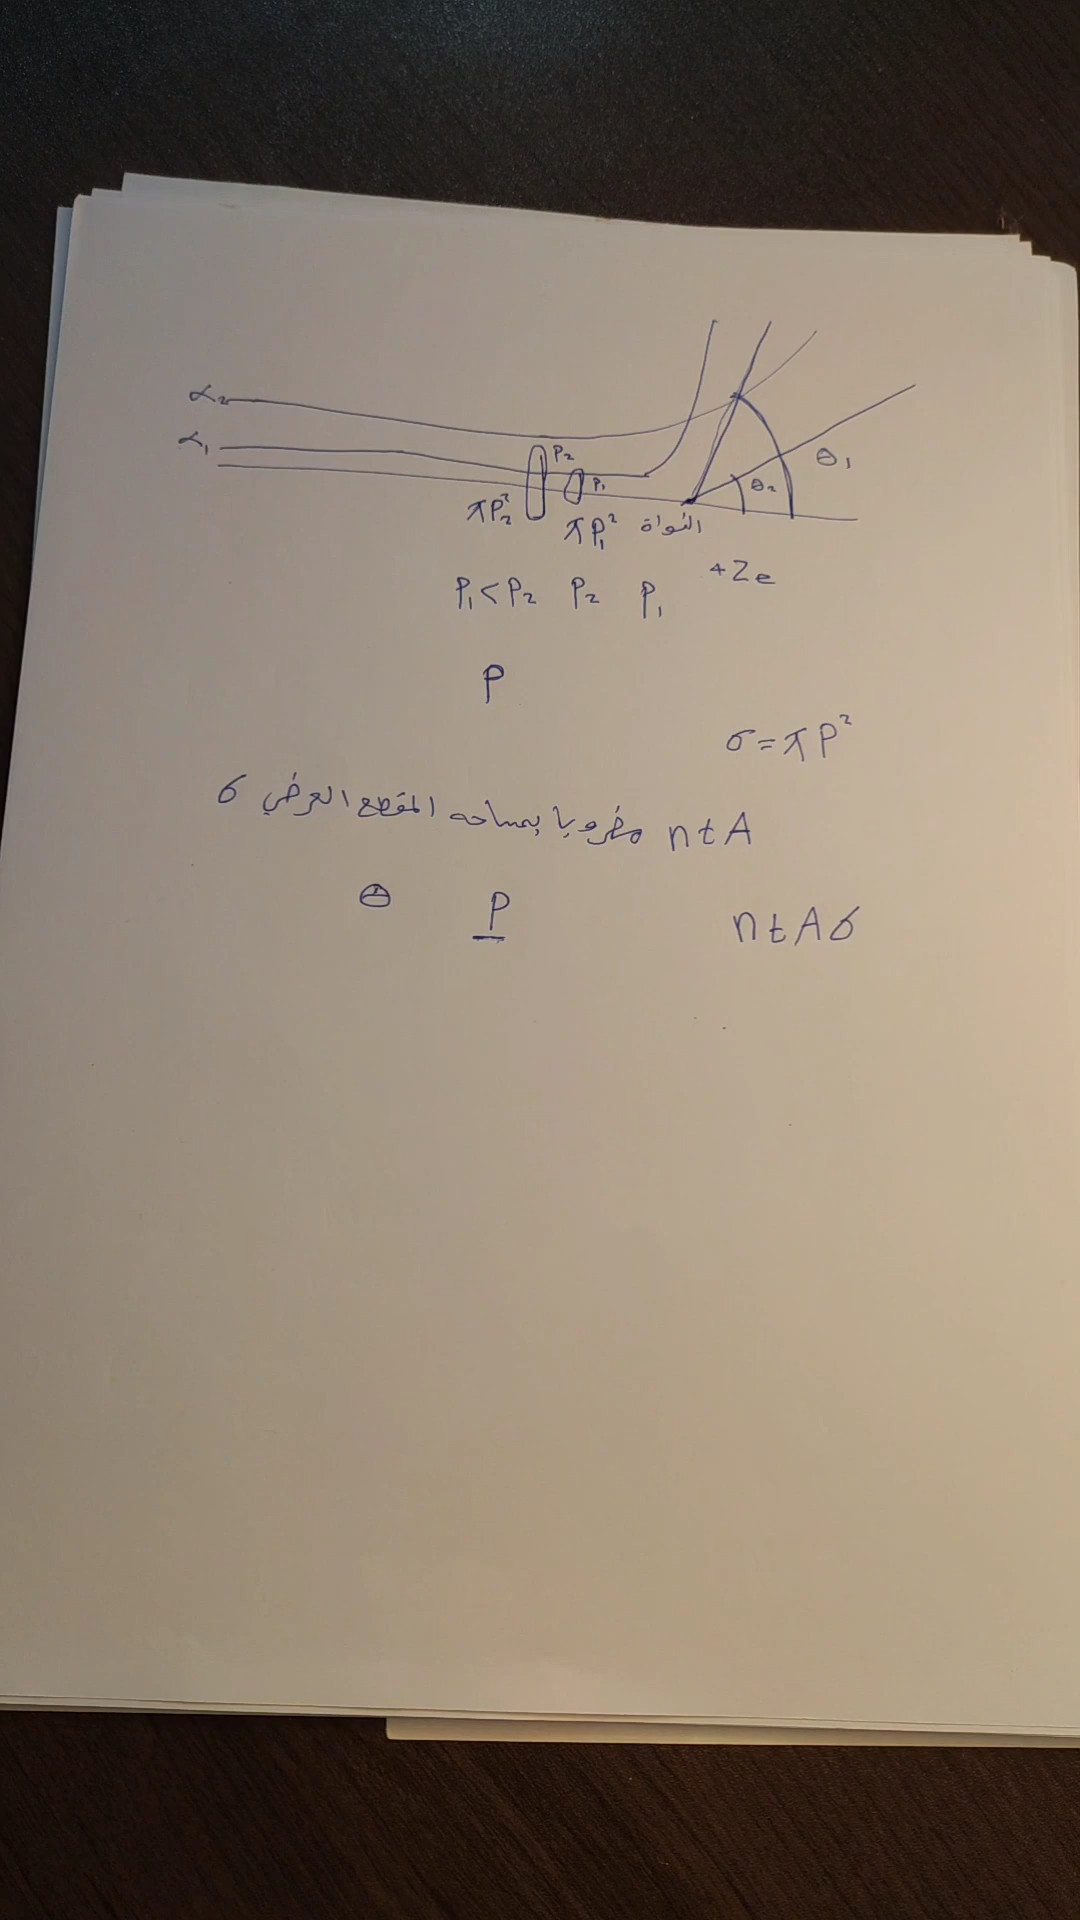 α₂
α₁
P₂
P₁
θ₁
θ₂
πP₂²
πP₁²
النواة
+Ze
P₁<P₂ P₂ P₁
P
σ=πP²
ntA مضروبا بمساحه المقطع العرضي σ
θ P
ntAσ